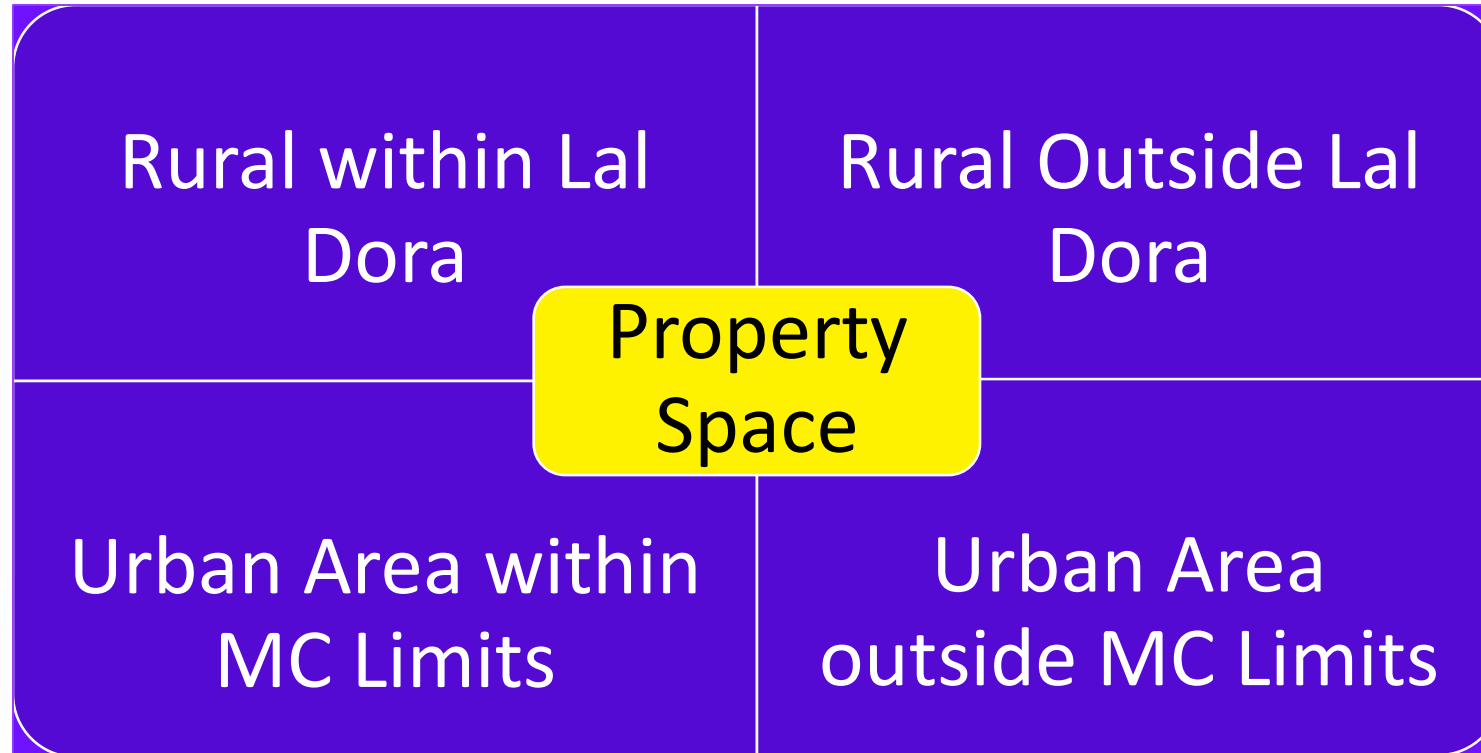 Rural within Lal
Dora
Rural Outside Lal
Dora
Property
Space
Urban Area within
MC Limits
Urban Area
outside MC Limits